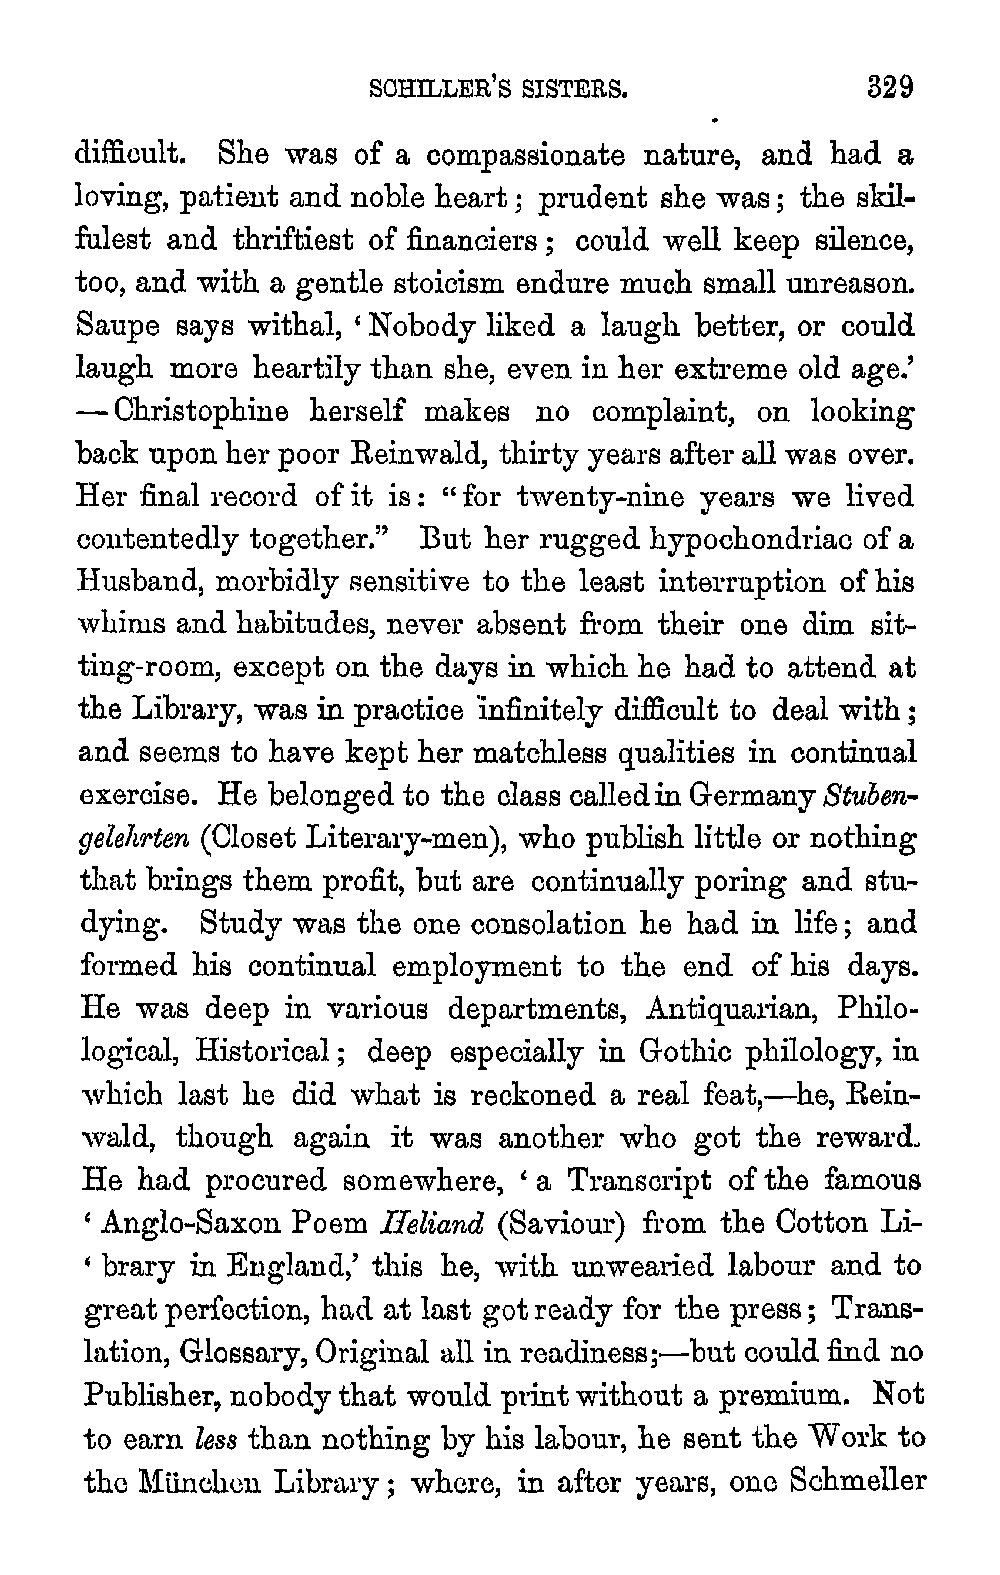 SCHILLER'S SISTERS. 329
difficult. She was of a compassionate nature, and had a
loving, patient and noble heart; prudent she was; the skil-
fulest and thriftiest of financiers; could well keep silence,
too, and with a gentle stoicism endure much small unreason.
Saupe says withal, ‘Nobody liked a laugh better, or could
laugh more heartily than she, even in her extreme old age.’
—Christophine herself makes no complaint, on looking
back upon her poor Reinwald, thirty years after all was over.
Her final record of it is: “for twenty-nine years we lived
contentedly together.” But her rugged hypochondriac of a
Husband, morbidly sensitive to the least interruption of his
whims and habitudes, never absent from their one dim sit-
ting-room, except on the days in which he had to attend at
the Library, was in practice infinitely difficult to deal with;
and seems to have kept her matchless qualities in continual
exercise. He belonged to the class called in Germany Stuben-
gelehrten (Closet Literary-men), who publish little or nothing
that brings them profit, but are continually poring and stu-
dying. Study was the one consolation he had in life; and
formed his continual employment to the end of his days.
He was deep in various departments, Antiquarian, Philo-
logical, Historical; deep especially in Gothic philology, in
which last he did what is reckoned a real feat,—he, Rein-
wald, though again it was another who got the reward.
He had procured somewhere, ‘a Transcript of the famous
‘Anglo-Saxon Poem Heliand (Saviour) from the Cotton Li-
‘brary in England,’ this he, with unwearied labour and to
great perfection, had at last got ready for the press; Trans-
lation, Glossary, Original all in readiness;—but could find no
Publisher, nobody that would print without a premium. Not
to earn less than nothing by his labour, he sent the Work to
the München Library; where, in after years, one Schmeller